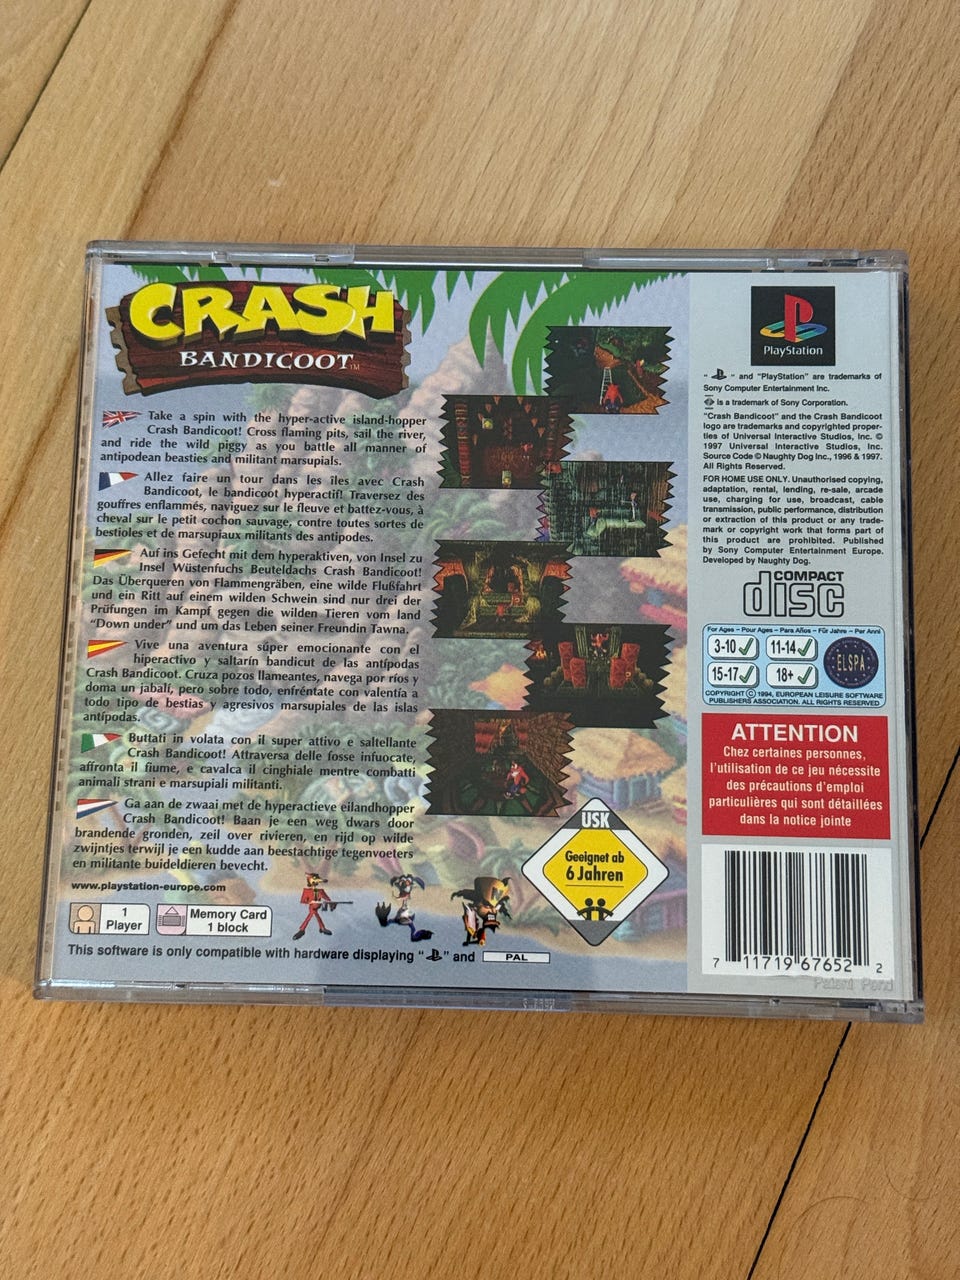 CRASH
BANDICOOT™
Take a spin with the hyper-active island-hopper
Crash Bandicoot! Cross flaming pits, sail the river,
and ride the wild piggy as you battle all manner of
antipodean beasties and militant marsupials.
Allez faire un tour dans les îles avec Crash
Bandicoot, le bandicoot hyperactif! Traversez des
gouffres enflammés, naviguez sur le fleuve et battez-vous, à
cheval sur le petit cochon sauvage, contre toutes sortes de
bestioles et de marsupiaux militants des antipodes.
Auf ins Gefecht mit dem hyperaktiven, von Insel zu
Insel Wüstenfuchs Beuteldachs Crash Bandicoot!
Das Überqueren von Flammengräben, eine wilde Flußfahrt
und ein Ritt auf einem wilden Schwein sind nur drei der
Prüfungen im Kampf gegen die wilden Tieren vom land
"Down under" und um das Leben seiner Freundin Tawna.
Vive una aventura súper emocionante con el
hiperactivo y saltarín bandicut de las antípodas
Crash Bandicoot. Cruza pozos llameantes, navega por ríos y
doma un jabalí, pero sobre todo, enfréntate con valentía a
todo tipo de bestias y agresivos marsupiales de las islas
antípodas.
Buttati in volata con il super attivo e saltellante
Crash Bandicoot! Attraversa delle fosse infuocate,
affronta il fiume, e cavalca il cinghiale mentre combatti
animali strani e marsupiali militanti.
Ga aan de zwaai met de hyperactieve eilandhopper
Crash Bandicoot! Baan je een weg dwars door
brandende gronden, zeil over rivieren, en rijd op wilde
zwijntjes terwijl je een kudde aan beestachtige tegenvoeters
en militante buideldieren bevecht.
www.playstation-europe.com
1
Player
Memory Card
1 block
This software is only compatible with hardware displaying " " and PAL
USK
Geeignet ab
6 Jahren
PlayStation
" " and "PlayStation" are trademarks of
Sony Computer Entertainment Inc.
is a trademark of Sony Corporation.
"Crash Bandicoot" and the Crash Bandicoot
logo are trademarks and copyrighted proper-
ties of Universal Interactive Studios, Inc. ©
1997 Universal Interactive Studios, Inc.
Source Code © Naughty Dog Inc., 1996 & 1997.
All Rights Reserved.
FOR HOME USE ONLY. Unauthorised copying,
adaptation, rental, lending, re-sale, arcade
use, charging for use, broadcast, cable
transmission, public performance, distribution
or extraction of this product or any trade-
mark or copyright work that forms part of
this product are prohibited. Published
by Sony Computer Entertainment Europe.
Developed by Naughty Dog.
COMPACT
disc
For Ages – Pour Ages – Para Años – Für Jahre – Per Anni
3-10 11-14
15-17 18+
ELSPA
COPYRIGHT © 1994, EUROPEAN LEISURE SOFTWARE
PUBLISHERS ASSOCIATION. ALL RIGHTS RESERVED
ATTENTION
Chez certaines personnes,
l'utilisation de ce jeu nécessite
des précautions d'emploi
particulières qui sont détaillées
dans la notice jointe
7 11719 67652 2
Patent Pend